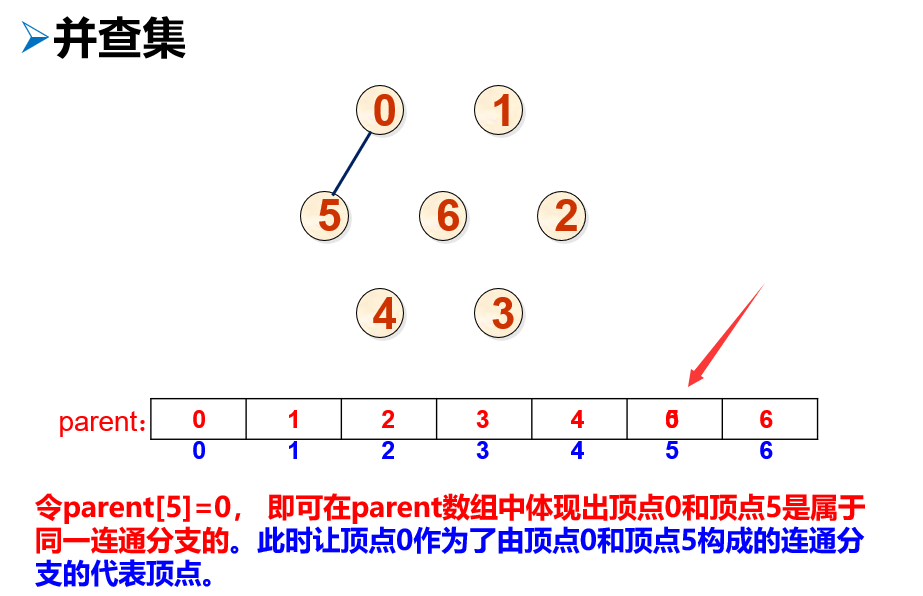 并查集
0 1
5 6 2
4 3
parent: 0 1 2 3 4 0 6
0 1 2 3 4 5 6
令parent[5]=0， 即可在parent数组中体现出顶点0和顶点5是属于
同一连通分支的。此时让顶点0作为了由顶点0和顶点5构成的连通分
支的代表顶点。